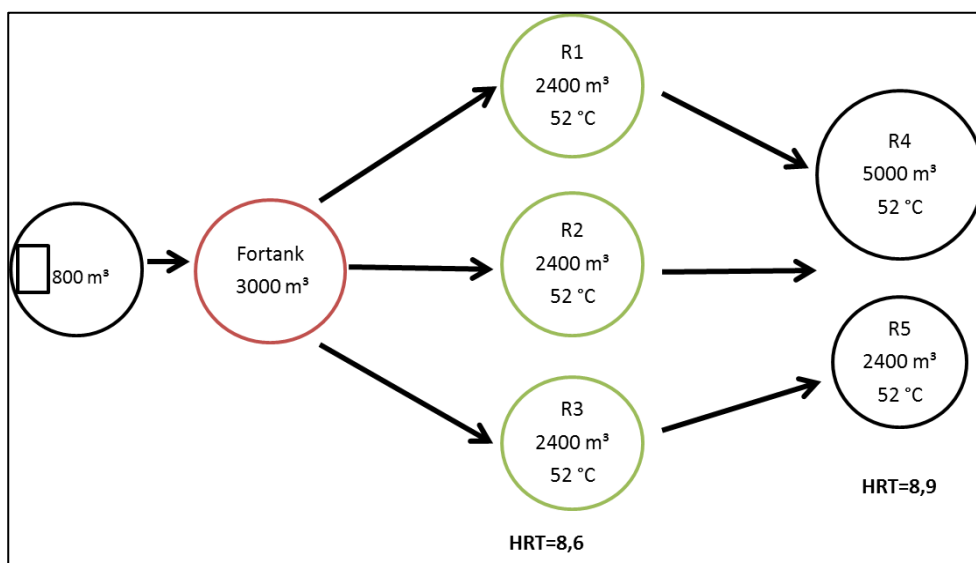 800 m³
Fortank
3000 m³
R1
2400 m³
52 °C
R2
2400 m³
52 °C
R3
2400 m³
52 °C
HRT=8,6
R4
5000 m³
52 °C
R5
2400 m³
52 °C
HRT=8,9